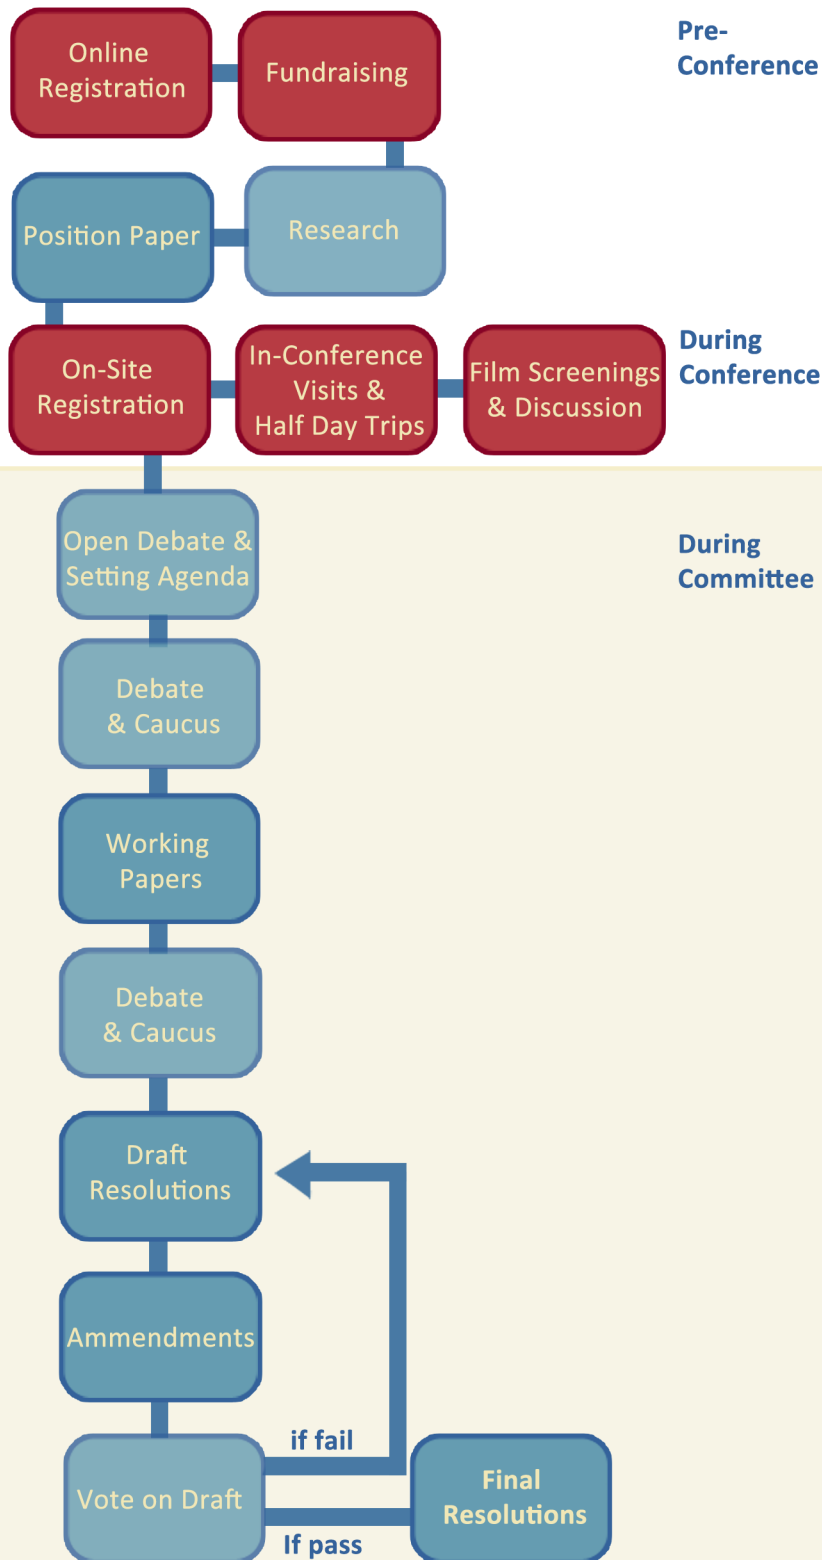 Online
Registration
Fundraising
Pre-
Conference
Position Paper
Research
On-Site
Registration
In-Conference
Visits &
Half Day Trips
Film Screenings
& Discussion
During
Conference
Open Debate &
Setting Agenda
During
Committee
Debate
& Caucus
Working
Papers
Debate
& Caucus
Draft
Resolutions
Ammendments
if fail
Vote on Draft
If pass
Final
Resolutions